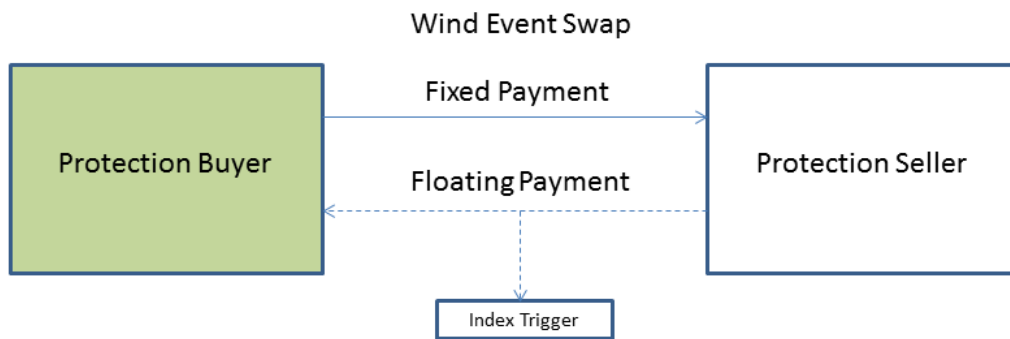 Wind Event Swap
Fixed Payment
Protection Buyer
Protection Seller
Floating Payment
Index Trigger